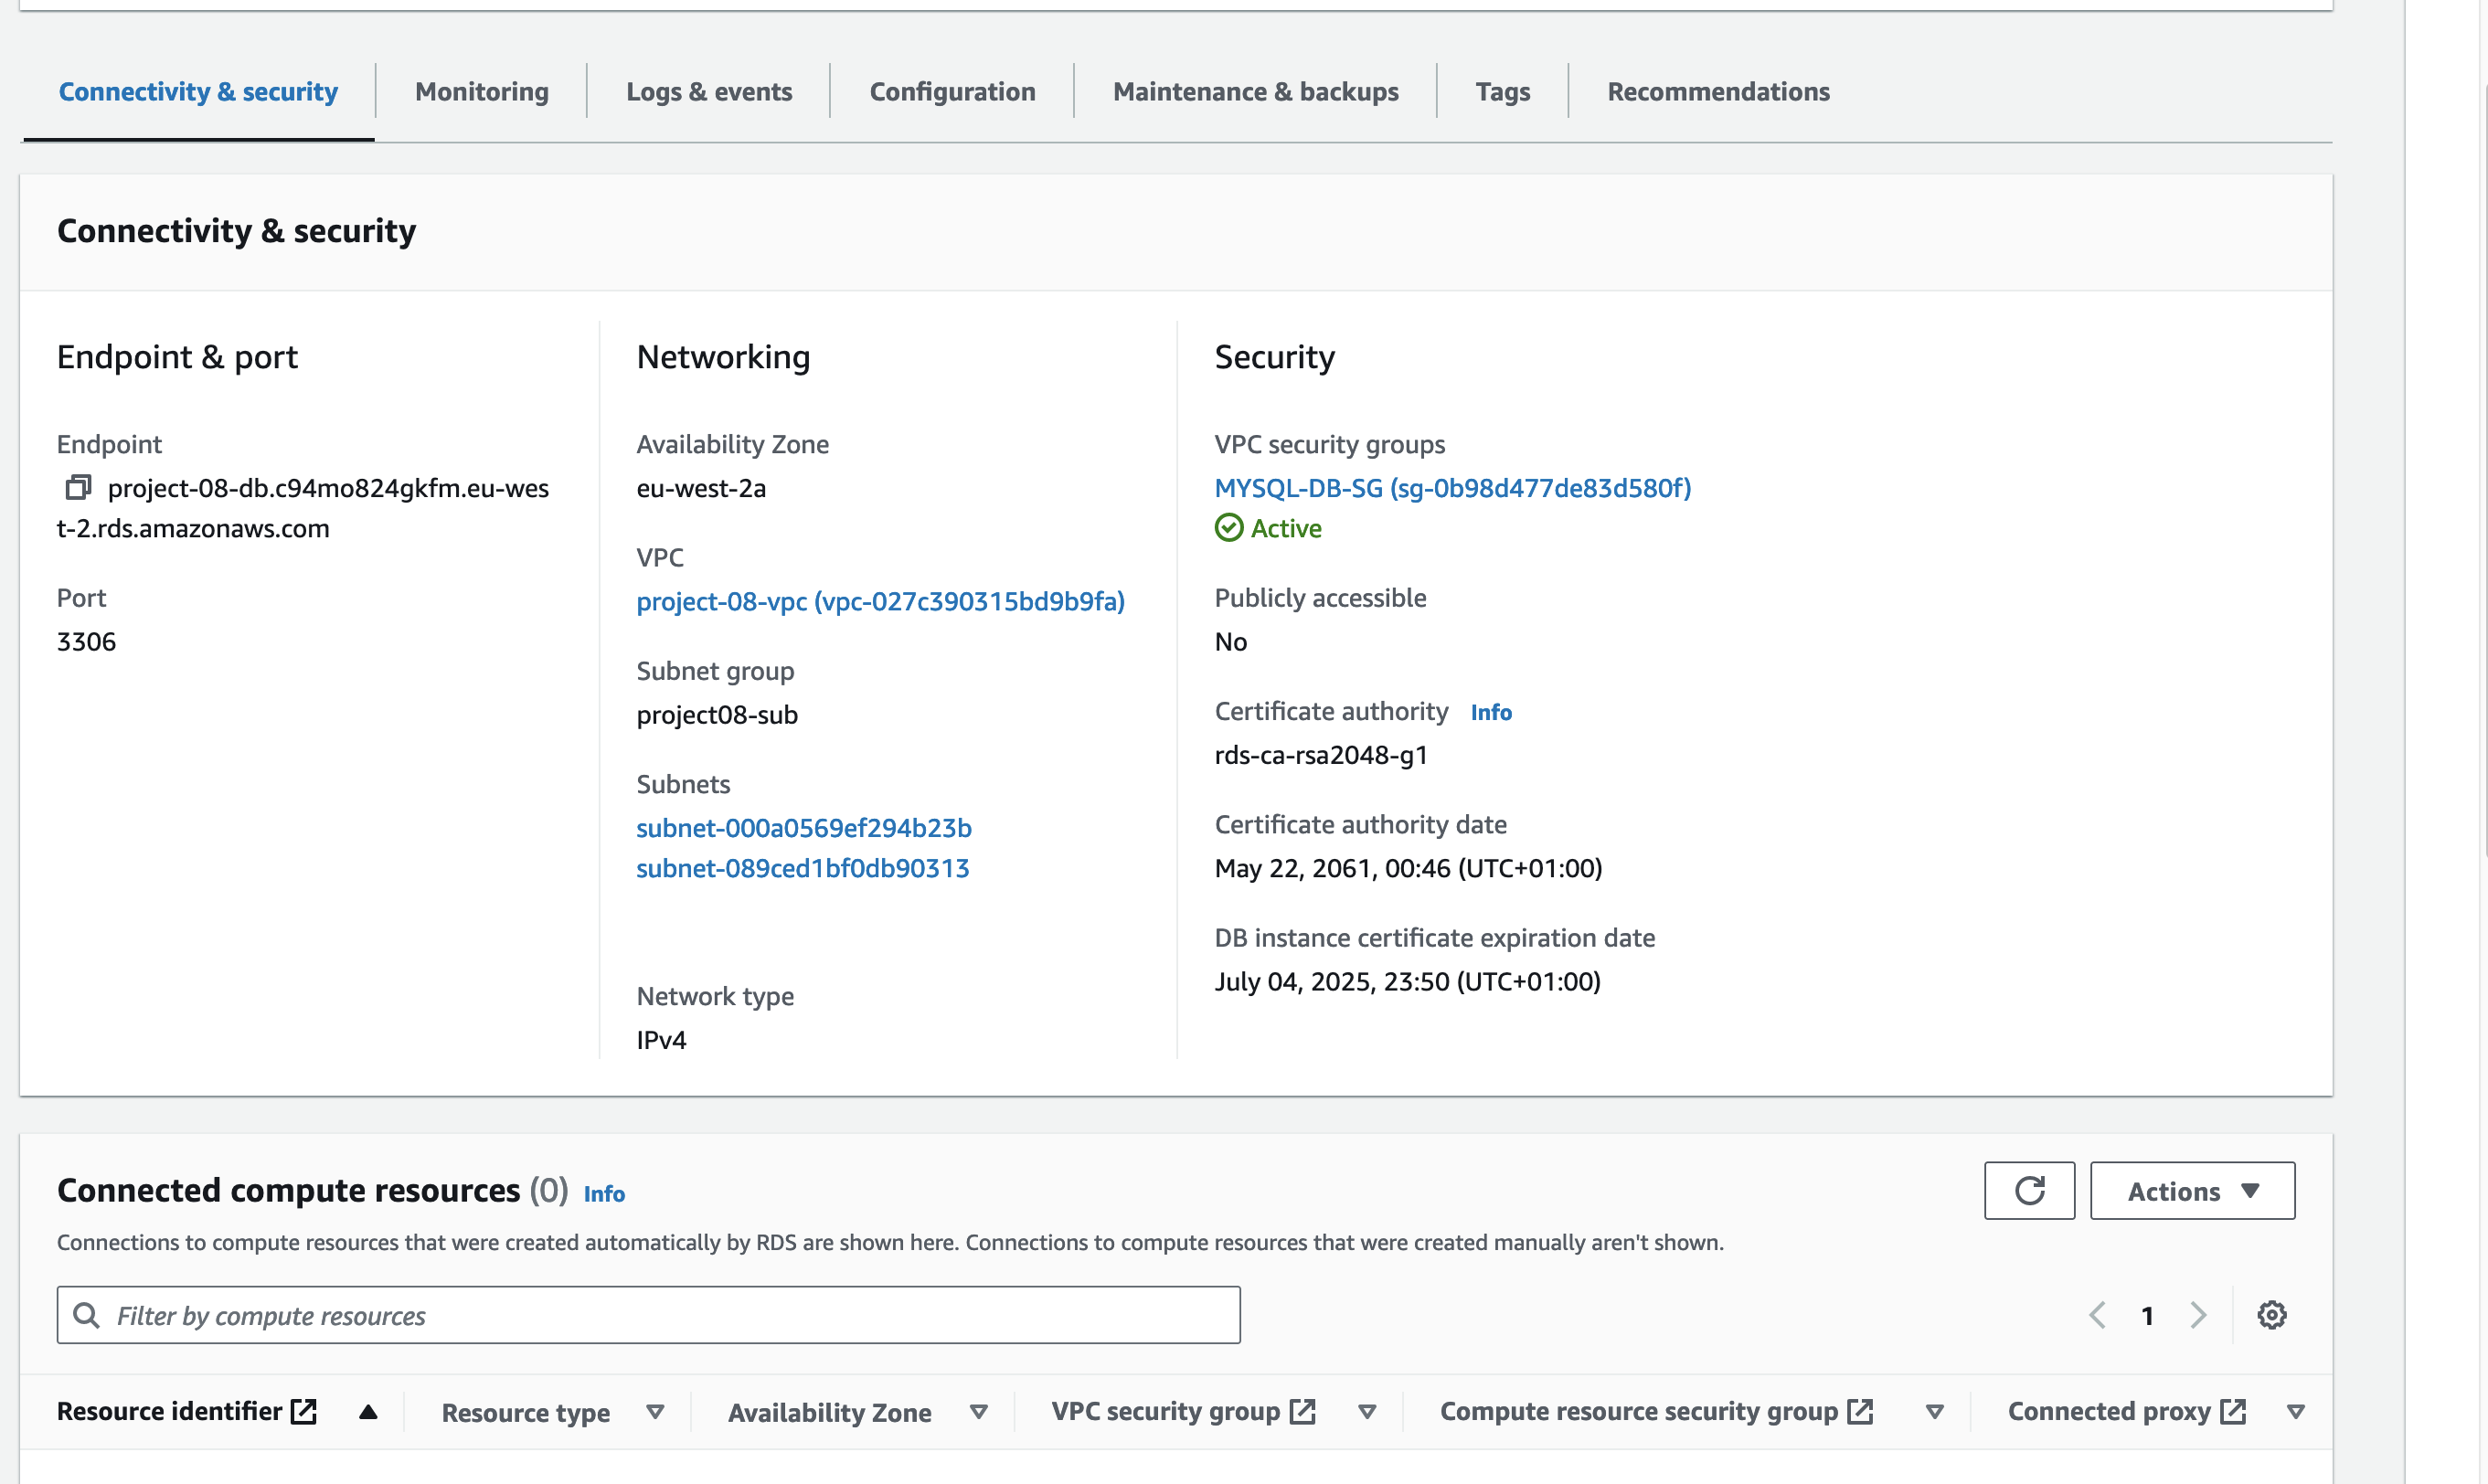 Connectivity & security
Monitoring
Logs & events
Configuration
Maintenance & backups
Tags
Recommendations
Connectivity & security
Endpoint & port
Endpoint
project-08-db.c94mo824gkfm.eu-wes
t-2.rds.amazonaws.com
Port
3306
Networking
Availability Zone
eu-west-2a
VPC
project-08-vpc (vpc-027c390315bd9b9fa)
Subnet group
project08-sub
Subnets
subnet-000a0569ef294b23b
subnet-089ced1bf0db90313
Network type
IPv4
Security
VPC security groups
MYSQL-DB-SG (sg-0b98d477de83d580f)
Active
Publicly accessible
No
Certificate authority Info
rds-ca-rsa2048-g1
Certificate authority date
May 22, 2061, 00:46 (UTC+01:00)
DB instance certificate expiration date
July 04, 2025, 23:50 (UTC+01:00)
Connected compute resources (0) Info
Actions
Connections to compute resources that were created automatically by RDS are shown here. Connections to compute resources that were created manually aren't shown.
Filter by compute resources
1
Resource identifier
Resource type
Availability Zone
VPC security group
Compute resource security group
Connected proxy